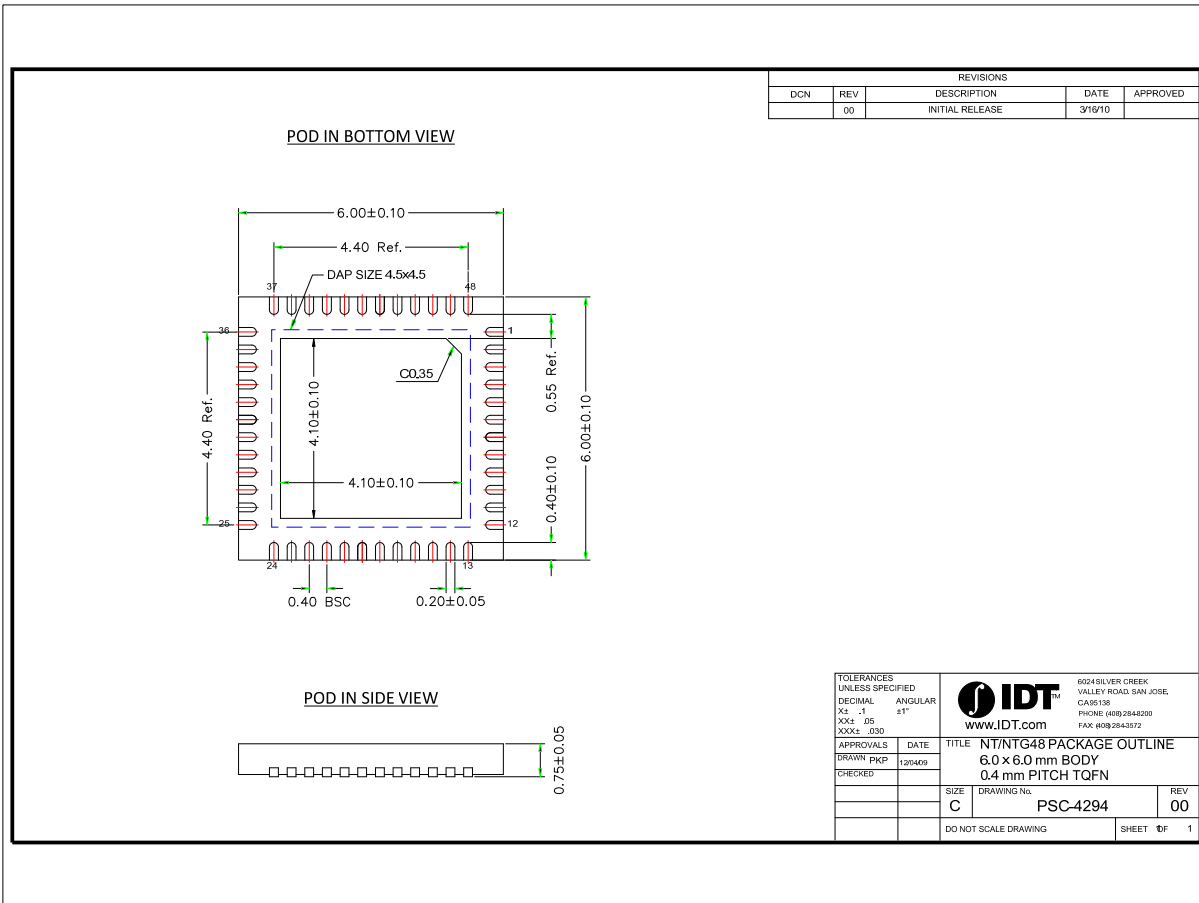 REVISIONS
DCN REV DESCRIPTION DATE APPROVED
00 INITIAL RELEASE 3/16/10
POD IN BOTTOM VIEW
6.00±0.10
4.40 Ref.
DAP SIZE 4.5x4.5
37 48
36 1
C0.35
0.55 Ref.
4.10±0.10
4.40 Ref.
6.00±0.10
4.10±0.10
0.40±0.10
25 12
24 13
0.40 BSC 0.20±0.05
POD IN SIDE VIEW
0.75±0.05
TOLERANCES
UNLESS SPECIFIED
DECIMAL ANGULAR
X± .1 ±1°
XX± .05
XXX± .030
IDT™
www.IDT.com
6024 SILVER CREEK
VALLEY ROAD. SAN JOSE,
CA 95138
PHONE (408) 284-8200
FAX: (408) 284-3572
APPROVALS DATE
DRAWN PKP 12/04/09
CHECKED
TITLE NT/NTG48 PACKAGE OUTLINE
6.0 x 6.0 mm BODY
0.4 mm PITCH TQFN
SIZE DRAWING No. REV
C PSC-4294 00
DO NOT SCALE DRAWING SHEET 1 OF 1